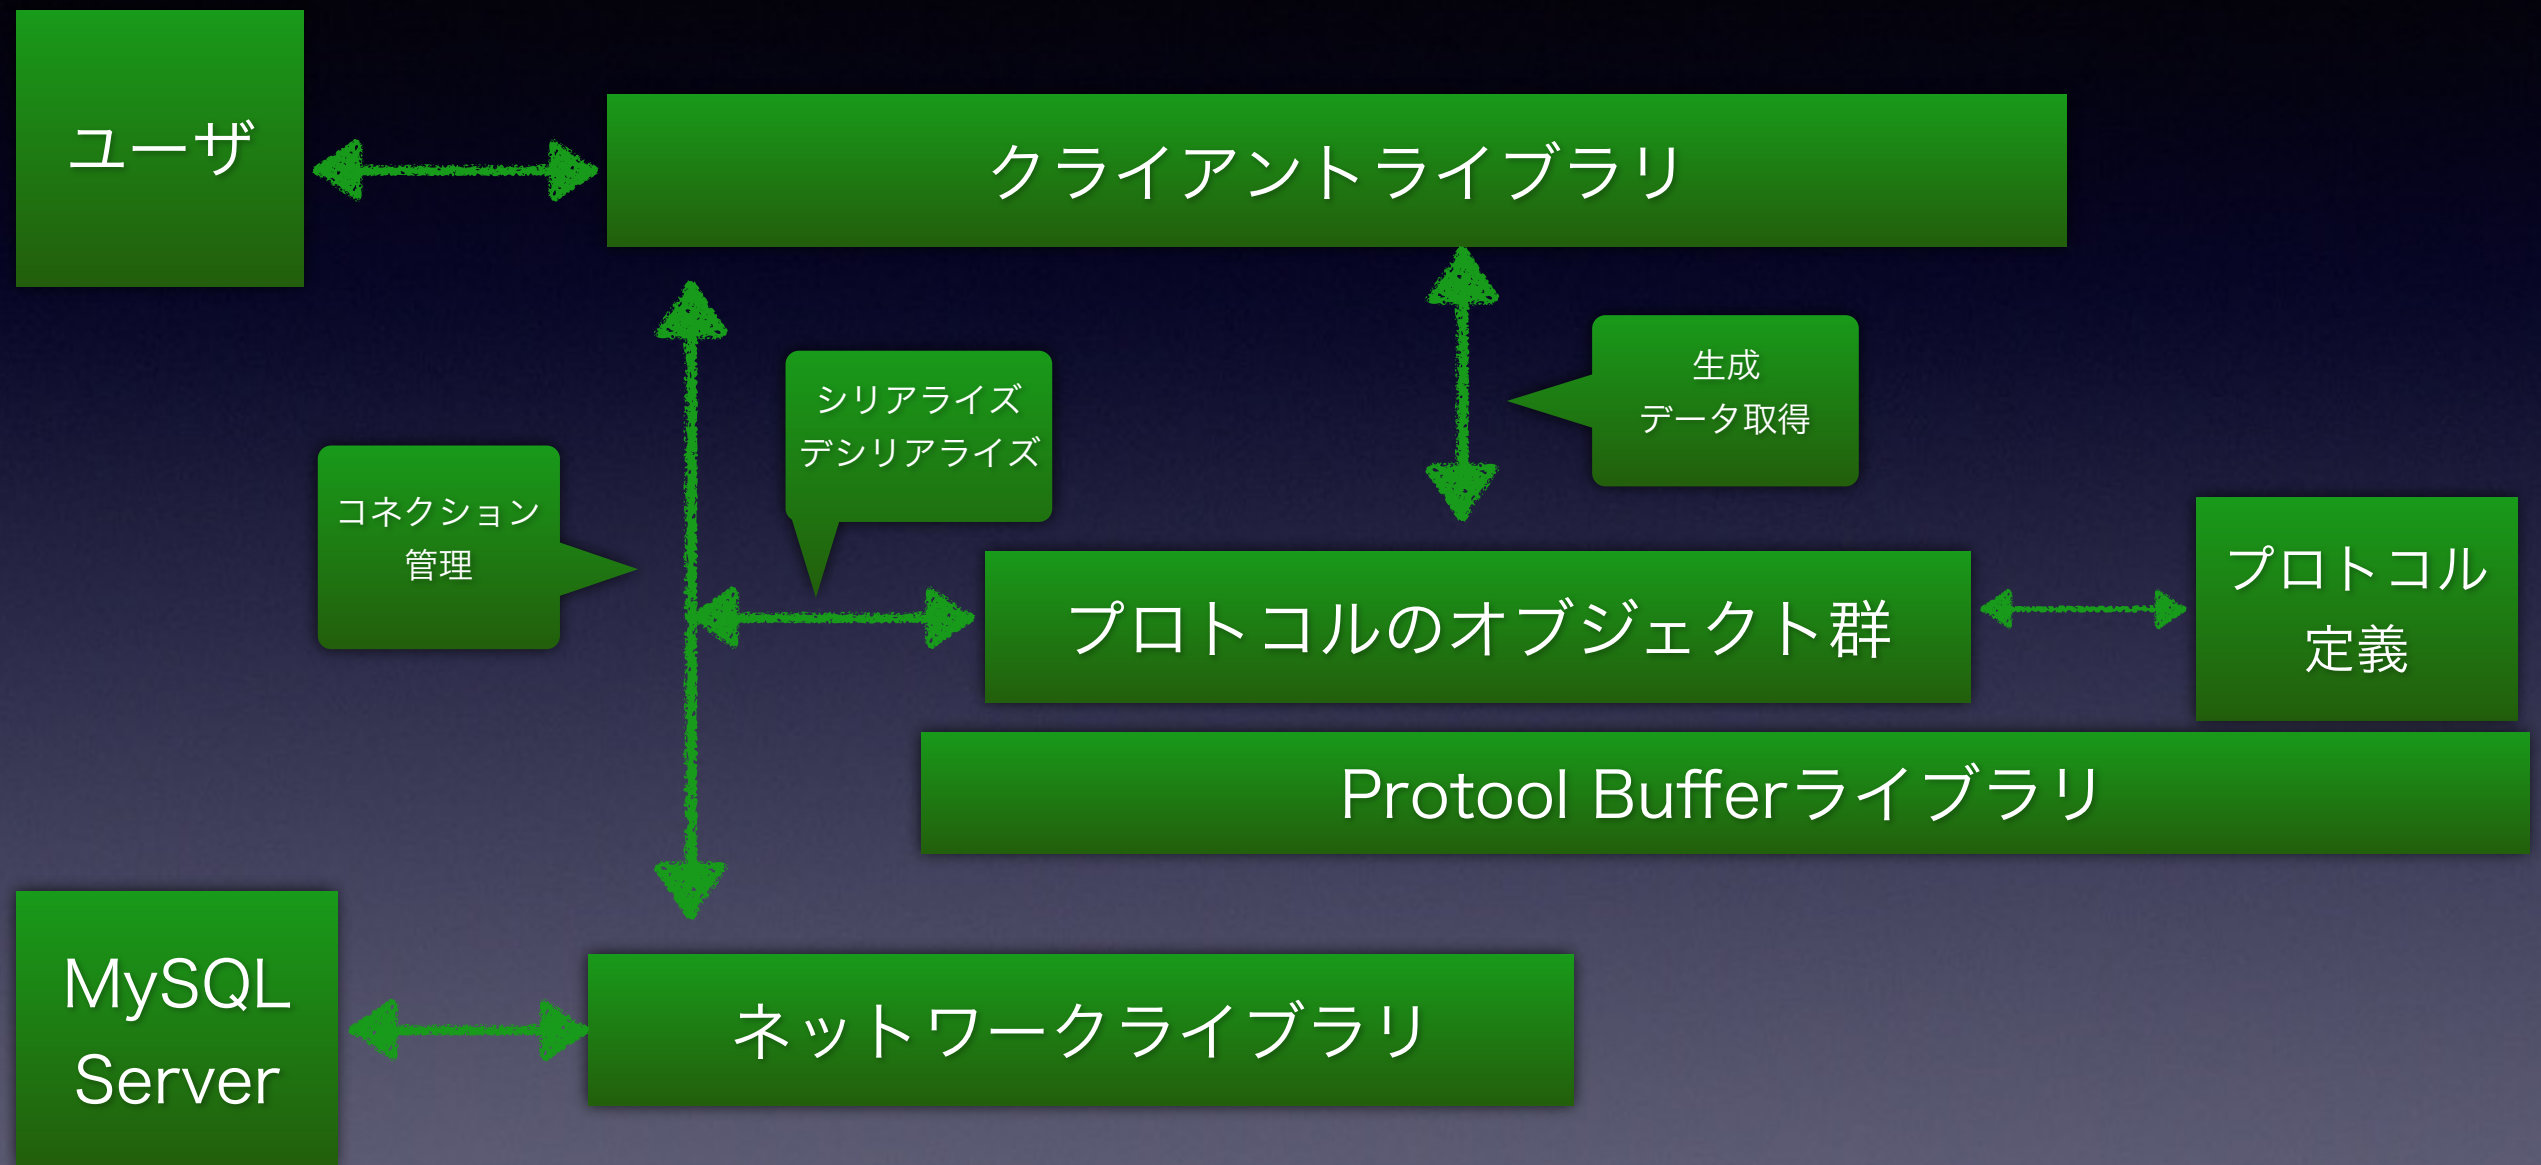 ユーザ
クライアントライブラリ
生成
データ取得
シリアライズ
デシリアライズ
コネクション
管理
プロトコルのオブジェクト群
プロトコル
定義
Protool Bufferライブラリ
MySQL
Server
ネットワークライブラリ